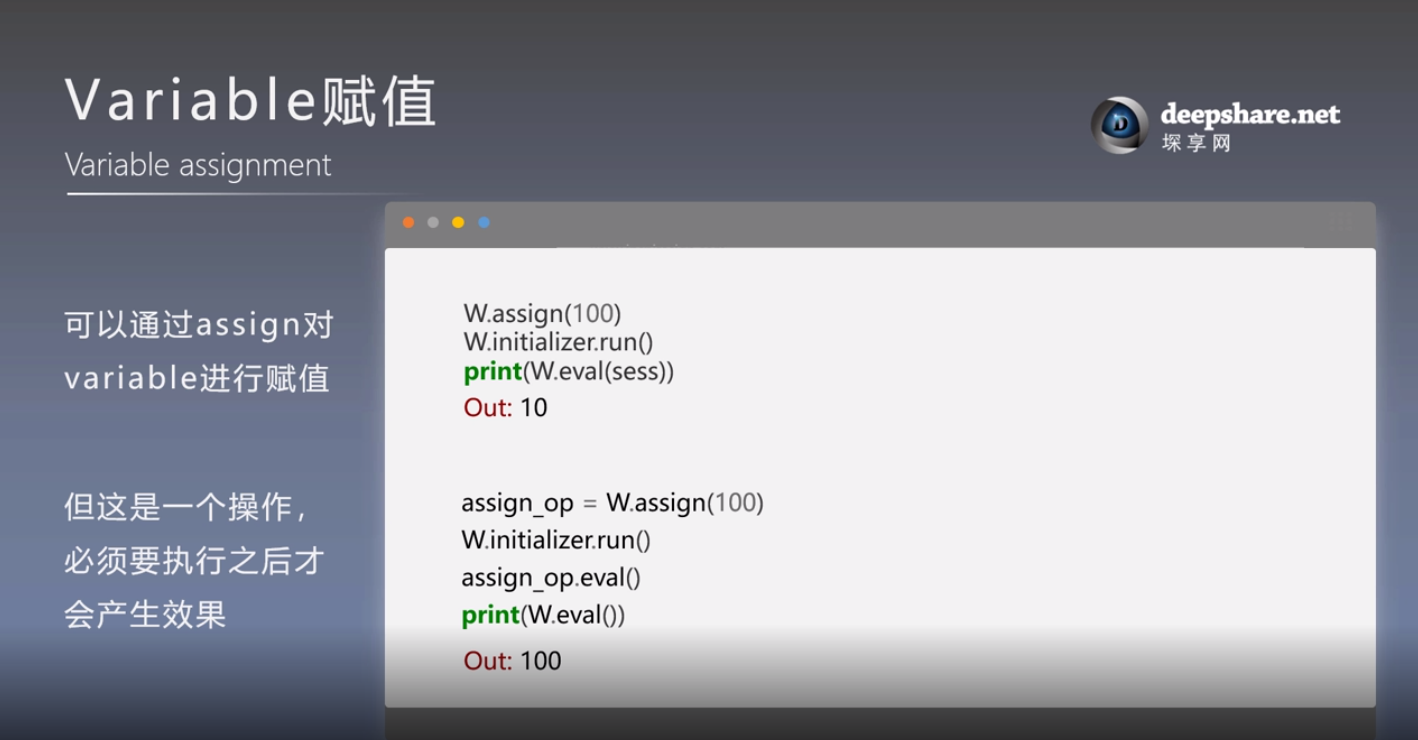 Variable赋值
Variable assignment
deepshare.net
琛享网
可以通过assign对
variable进行赋值
但这是一个操作，
必须要执行之后才
会产生效果
W.assign(100)
W.initializer.run()
print(W.eval(sess))
Out: 10
assign_op = W.assign(100)
W.initializer.run()
assign_op.eval()
print(W.eval())
Out: 100